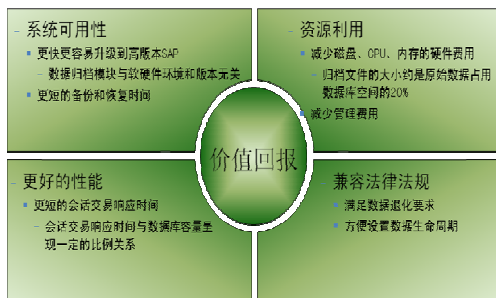 - 系统可用性
更快更容易升级到高版本SAP
- 数据归档模块与软硬件环境和版本无关
更短的备份和恢复时间
- 资源利用
减少磁盘、CPU、内存的硬件费用
- 归档文件的大小约是原始数据占用
数据库空间的20%
减少管理费用
价值回报
- 更好的性能
更短的会话交易响应时间
- 会话交易响应时间与数据库容量呈
现一定的比例关系
兼容法律法规
满足数据退化要求
方便设置数据生命周期